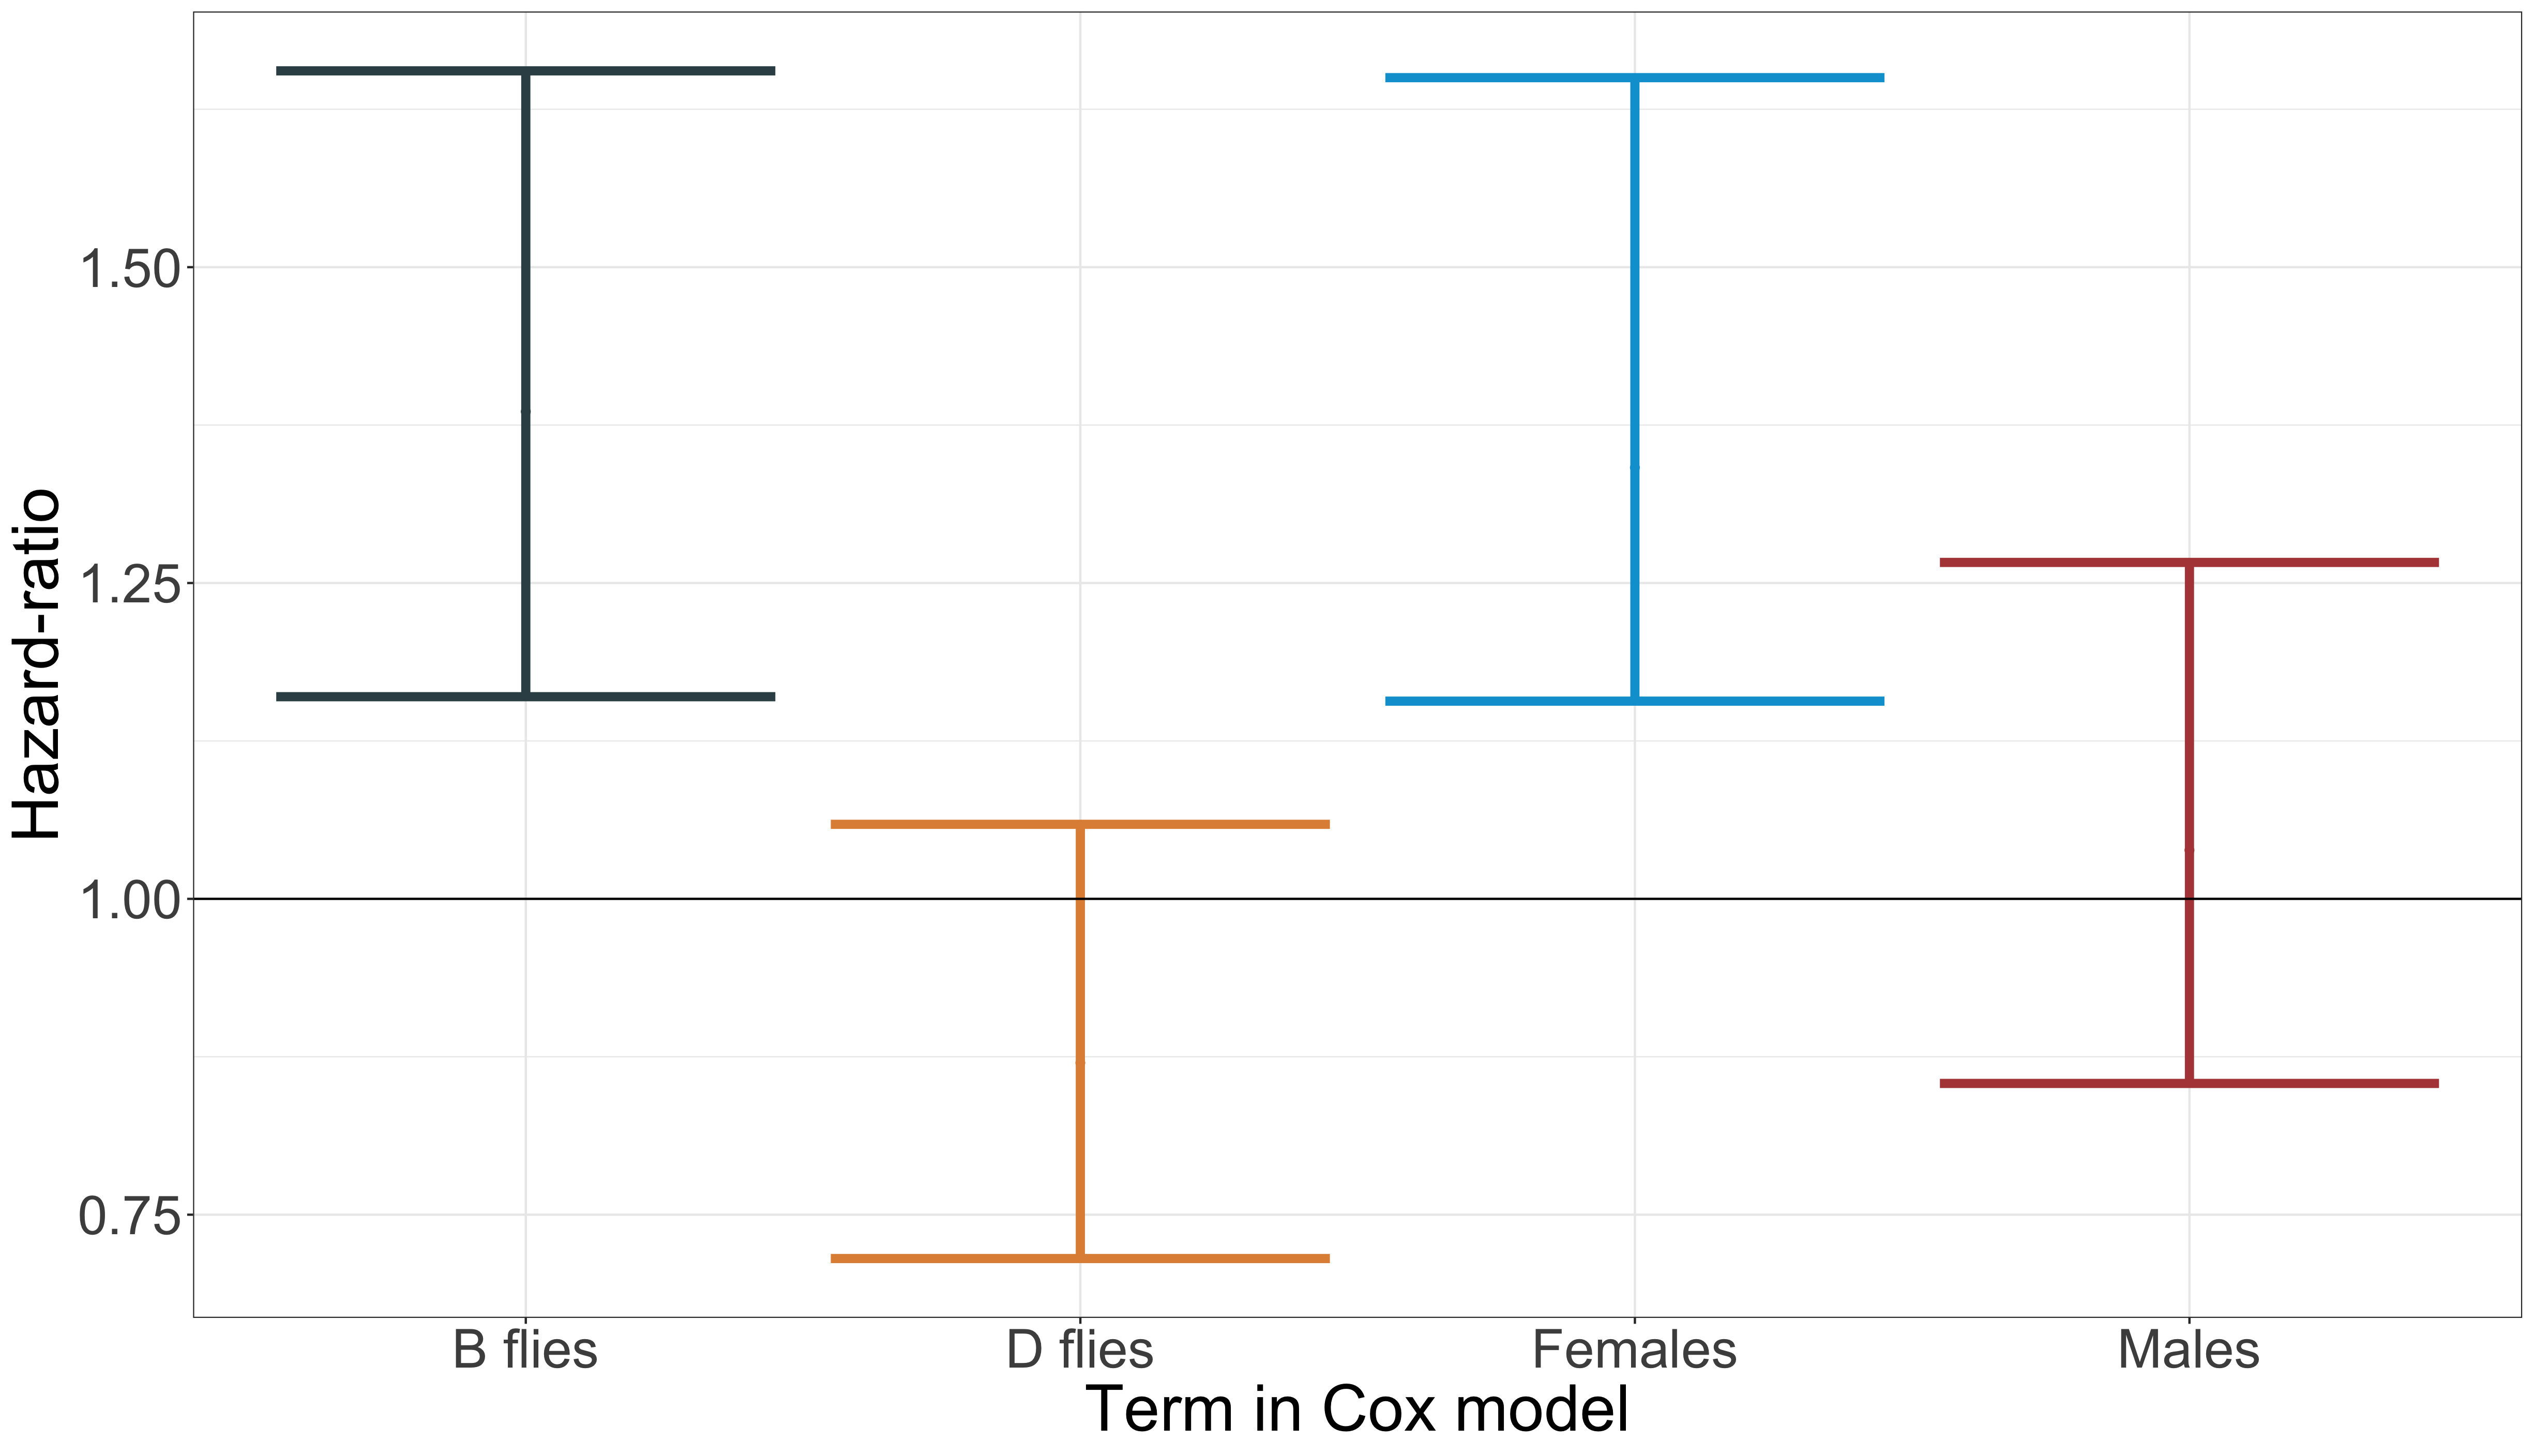 Hazard-ratio
1.50
1.25
1.00
0.75
B flies
D flies
Females
Males
Term in Cox model